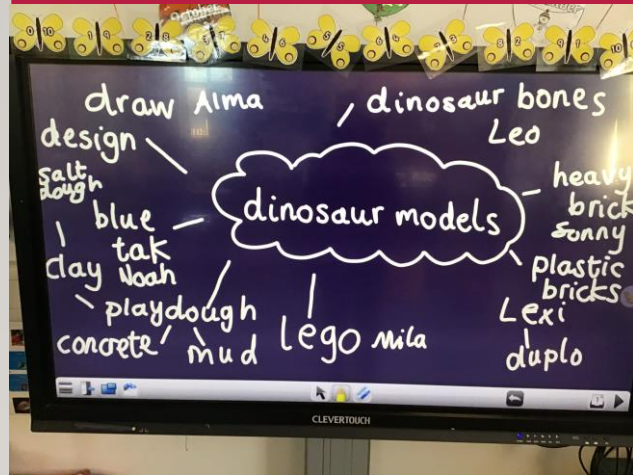 October
draw Alma
design
dinosaur bones
Leo
salt
dough
blue
tak
Noah
clay
playdough
concrete
mud
dinosaur models
lego Mila
heavy
brick
Sonny
plastic
bricks
Lexi
duplo
CLEVERTOUCH